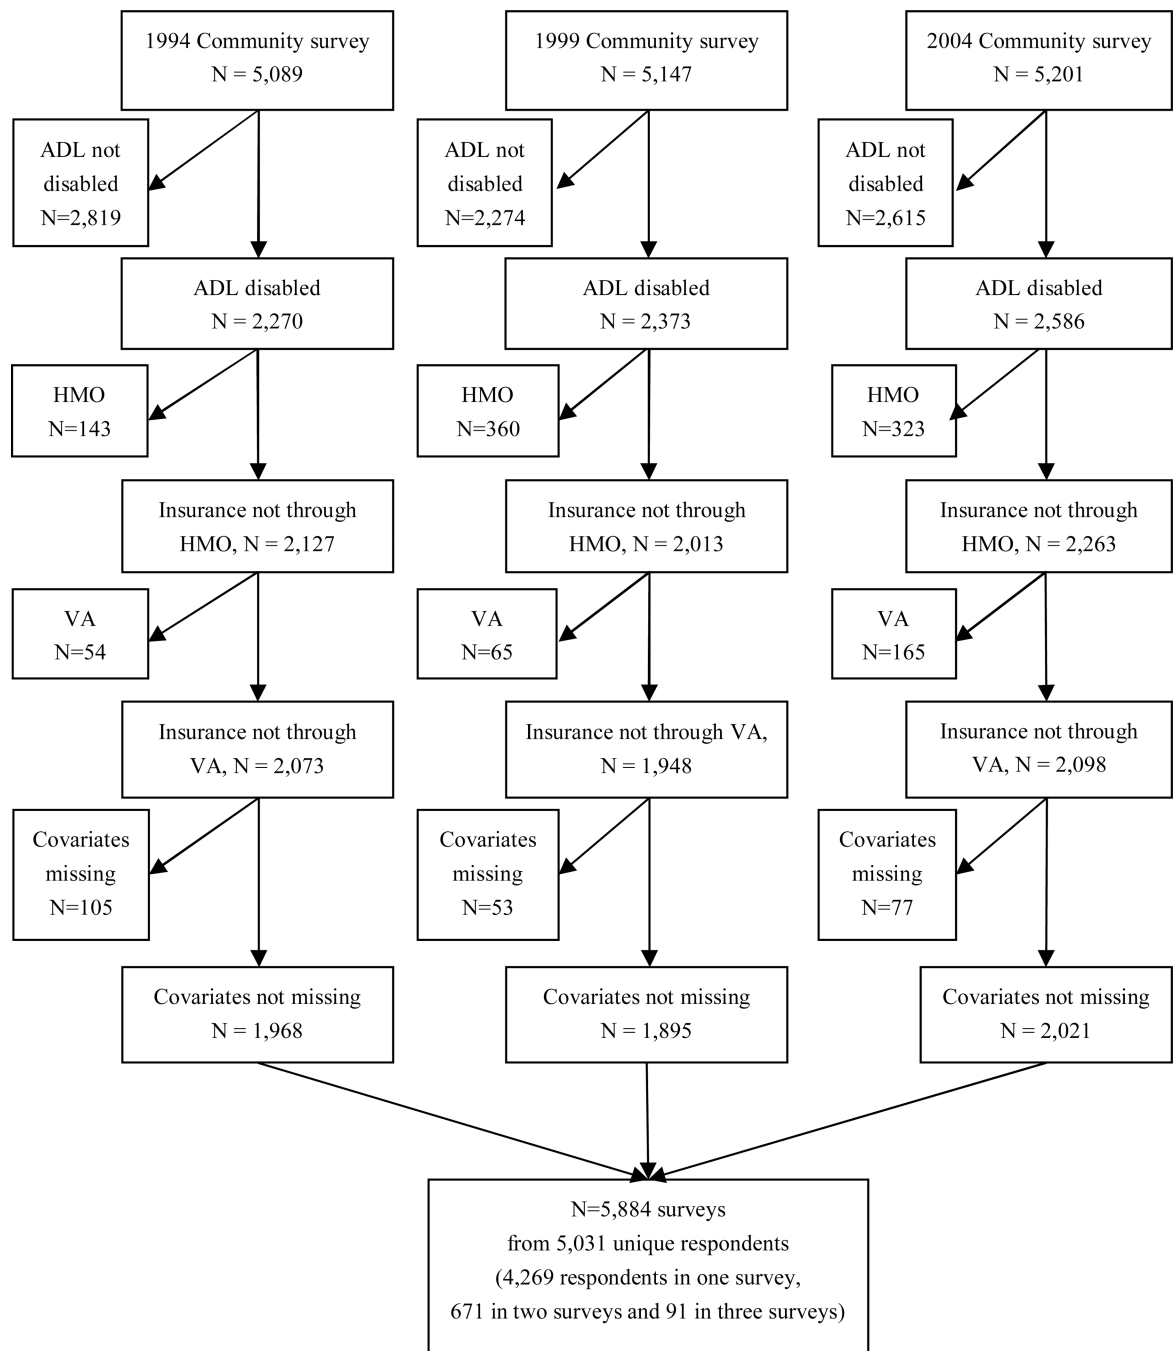 1994 Community survey
N = 5,089
1999 Community survey
N = 5,147
2004 Community survey
N = 5,201
ADL not
disabled
N=2,819
ADL not
disabled
N=2,274
ADL not
disabled
N=2,615
ADL disabled
N = 2,270
ADL disabled
N = 2,373
ADL disabled
N = 2,586
HMO
N=143
HMO
N=360
HMO
N=323
Insurance not through
HMO, N = 2,127
Insurance not through
HMO, N = 2,013
Insurance not through
HMO, N = 2,263
VA
N=54
VA
N=65
VA
N=165
Insurance not through
VA, N = 2,073
Insurance not through VA,
N = 1,948
Insurance not through
VA, N = 2,098
Covariates
missing
N=105
Covariates
missing
N=53
Covariates
missing
N=77
Covariates not missing
N = 1,968
Covariates not missing
N = 1,895
Covariates not missing
N = 2,021
N=5,884 surveys
from 5,031 unique respondents
(4,269 respondents in one survey,
671 in two surveys and 91 in three surveys)